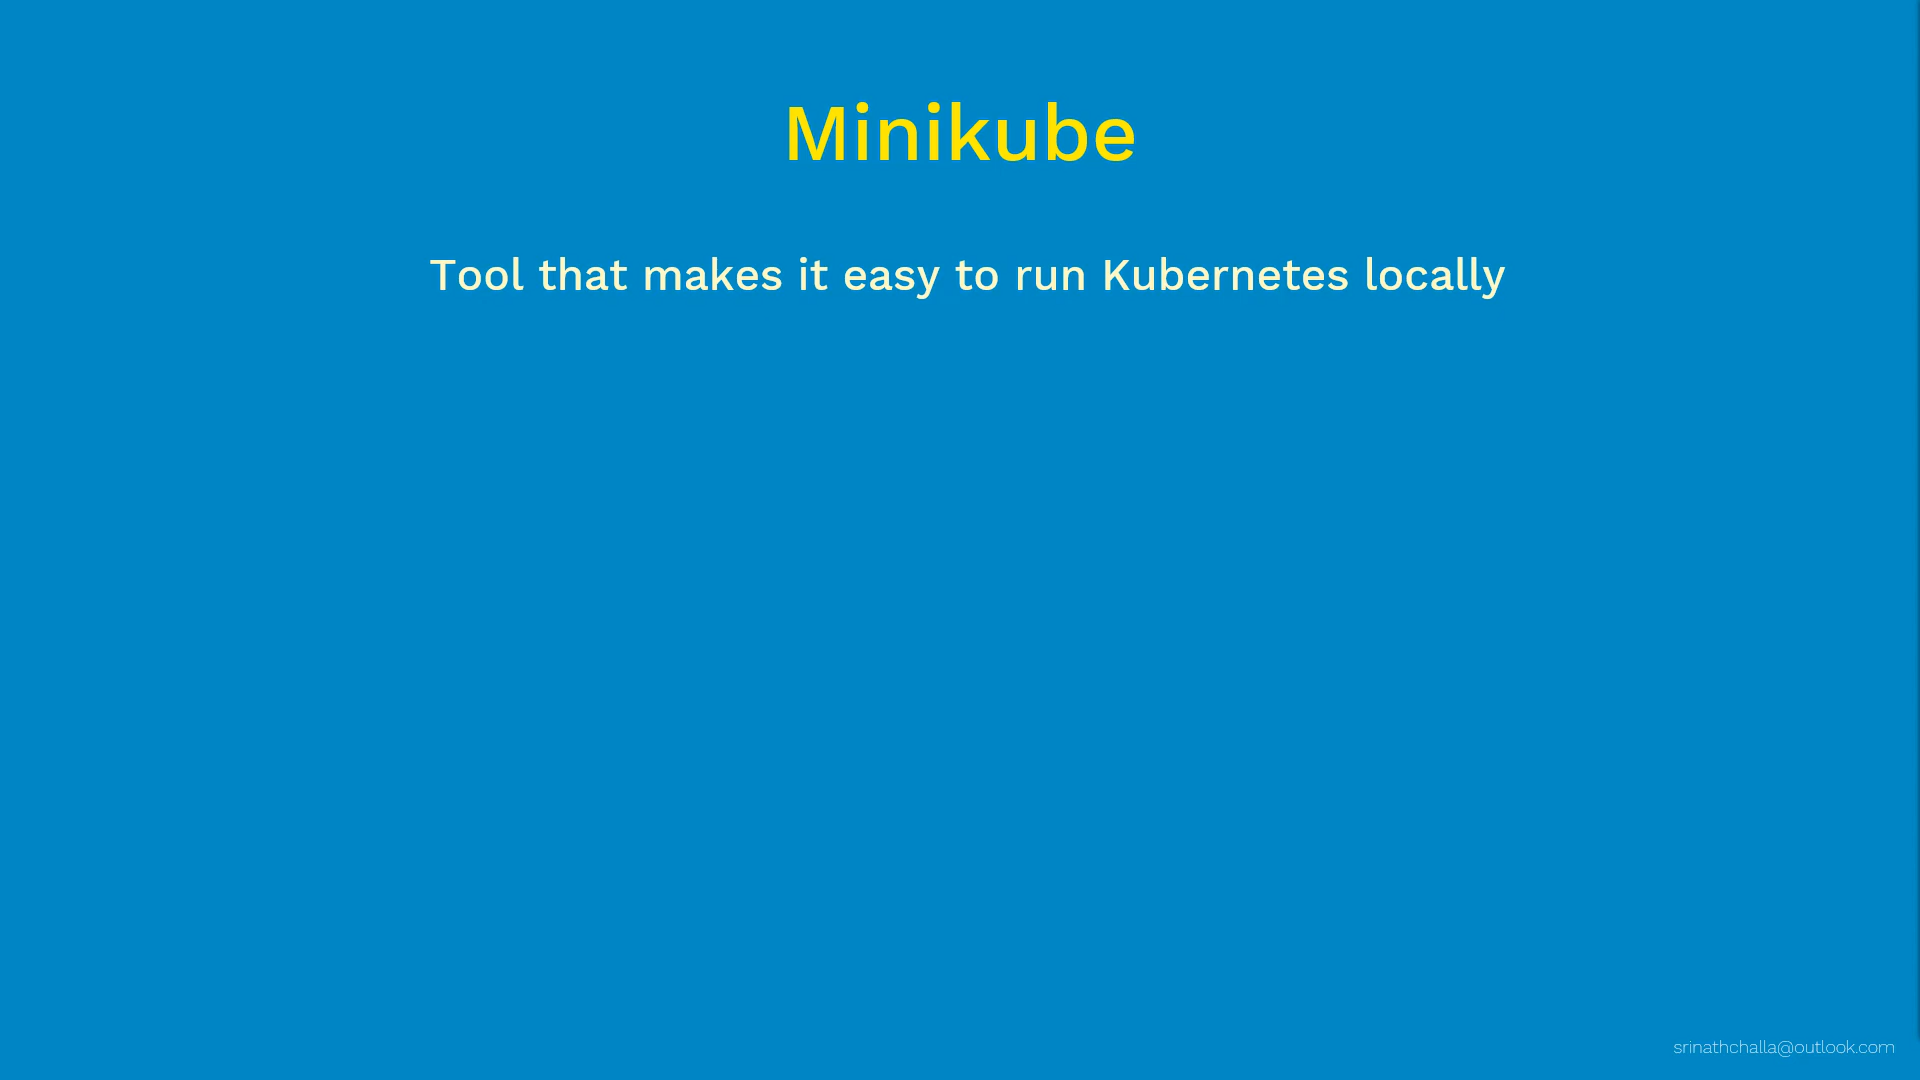 Minikube
Tool that makes it easy to run Kubernetes locally
srinathchalla@outlook.com